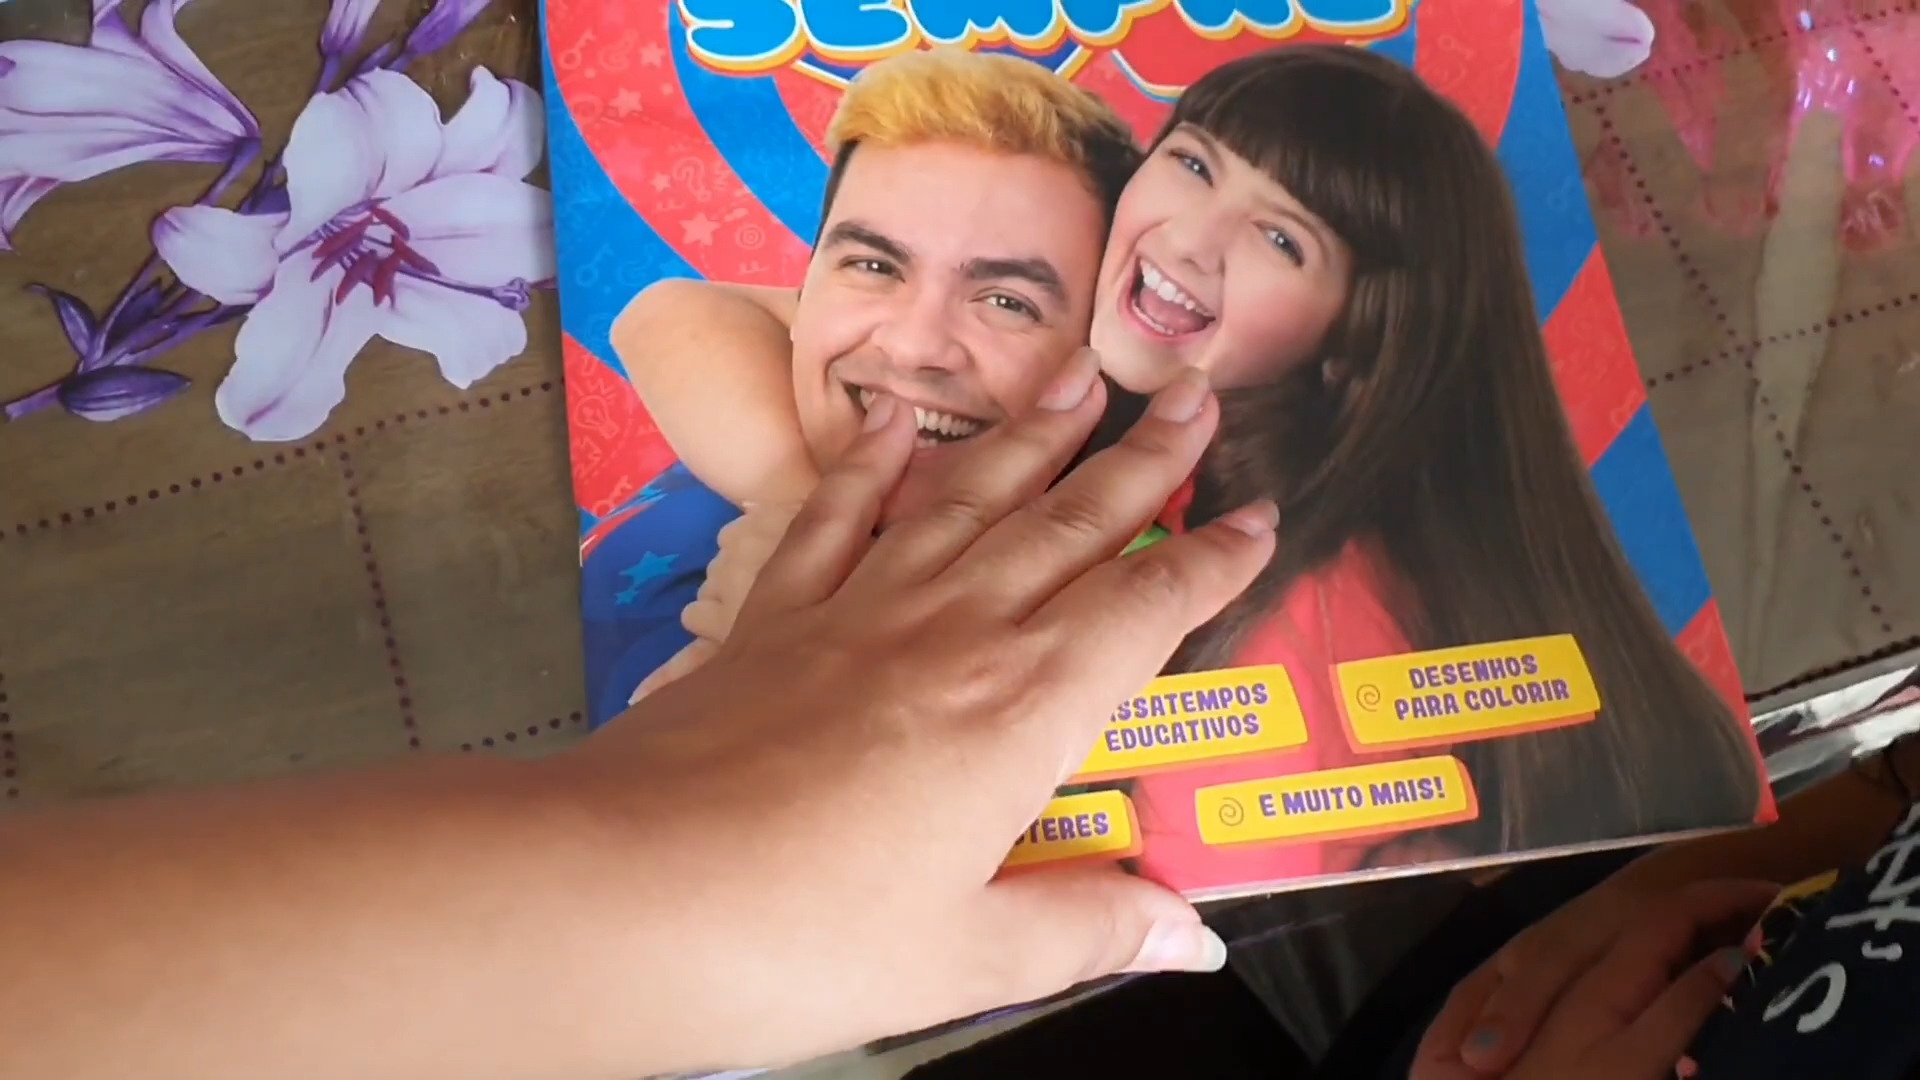 SEMPRE
SSATEMPOS
EDUCATIVOS
DESENHOS
PARA COLORIR
TERES
E MUITO MAIS!